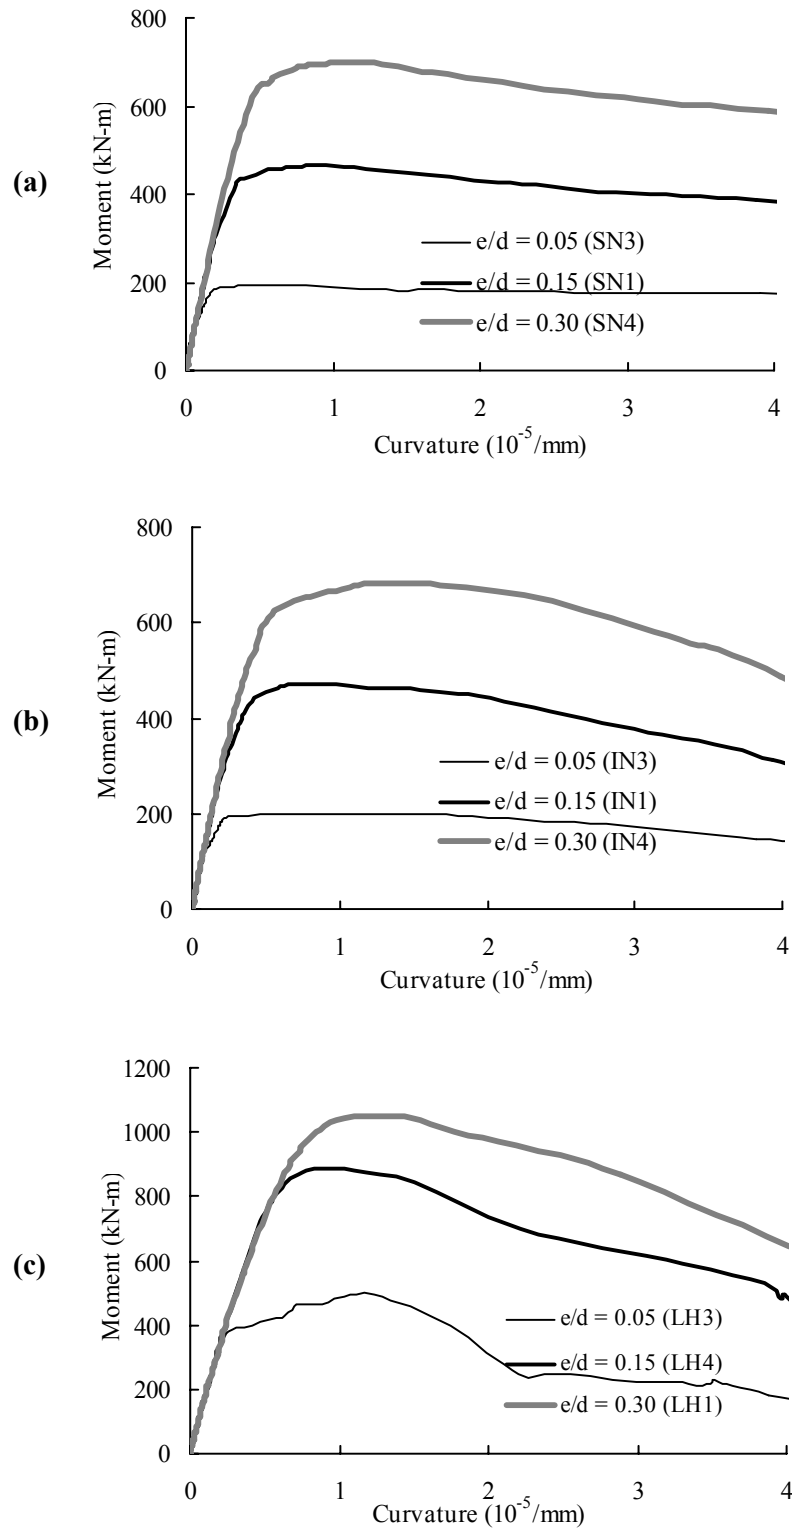 (a)
Moment (kN-m)
800
600
400
200
0
e/d = 0.05 (SN3)
e/d = 0.15 (SN1)
e/d = 0.30 (SN4)
0 1 2 3 4
Curvature (10⁻⁵/mm)
(b)
Moment (kN-m)
800
600
400
200
0
e/d = 0.05 (IN3)
e/d = 0.15 (IN1)
e/d = 0.30 (IN4)
0 1 2 3 4
Curvature (10⁻⁵/mm)
(c)
Moment (kN-m)
1200
1000
800
600
400
200
0
e/d = 0.05 (LH3)
e/d = 0.15 (LH4)
e/d = 0.30 (LH1)
0 1 2 3 4
Curvature (10⁻⁵/mm)